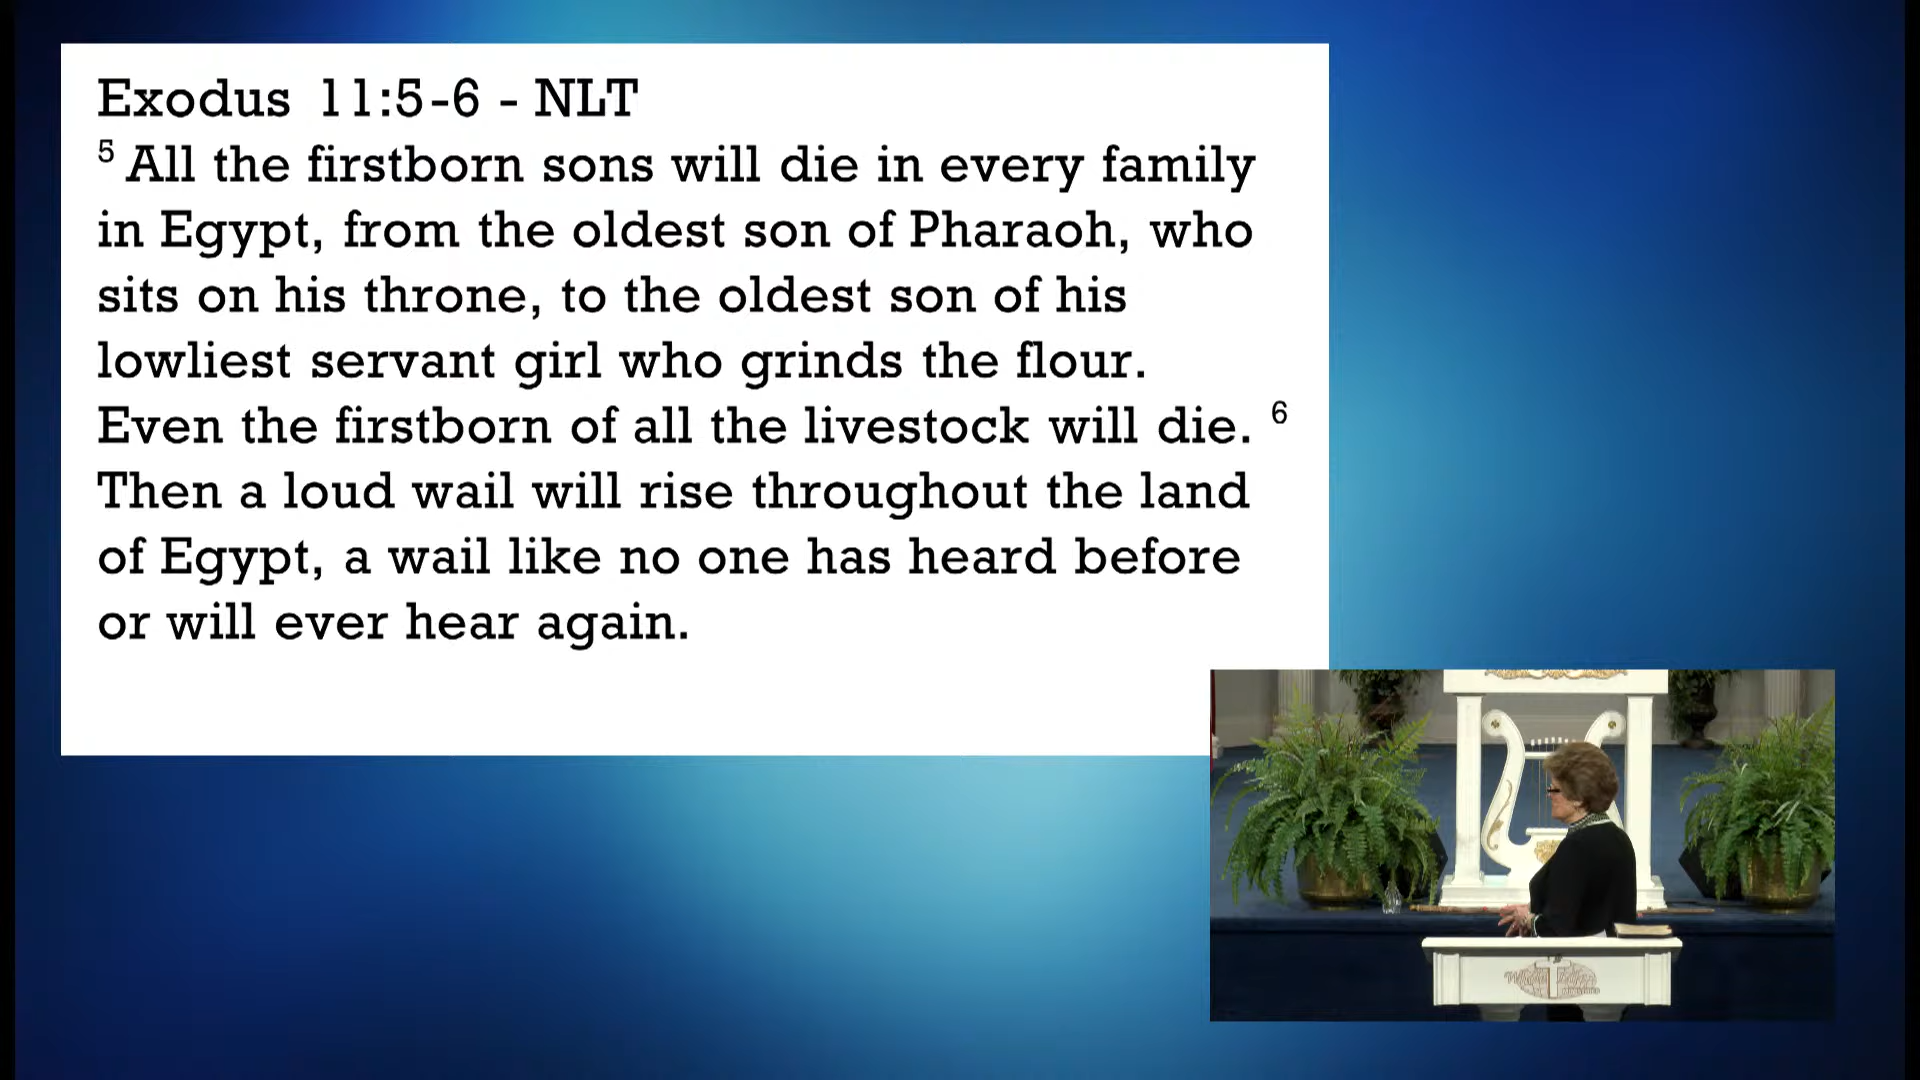 Exodus 11:5-6 - NLT
5 All the firstborn sons will die in every family
in Egypt, from the oldest son of Pharaoh, who
sits on his throne, to the oldest son of his
lowliest servant girl who grinds the flour.
Even the firstborn of all the livestock will die. 6
Then a loud wail will rise throughout the land
of Egypt, a wail like no one has heard before
or will ever hear again.